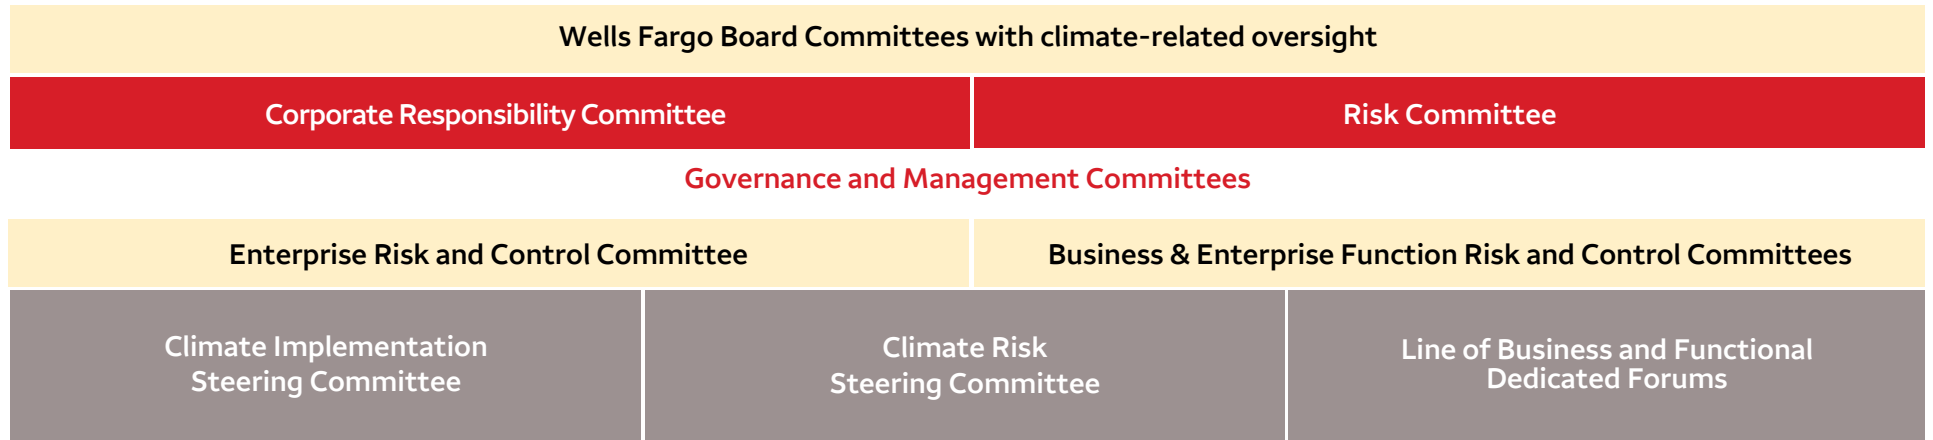 Wells Fargo Board Committees with climate-related oversight
Corporate Responsibility Committee
Risk Committee
Governance and Management Committees
Enterprise Risk and Control Committee
Business & Enterprise Function Risk and Control Committees
Climate Implementation
Steering Committee
Climate Risk
Steering Committee
Line of Business and Functional
Dedicated Forums